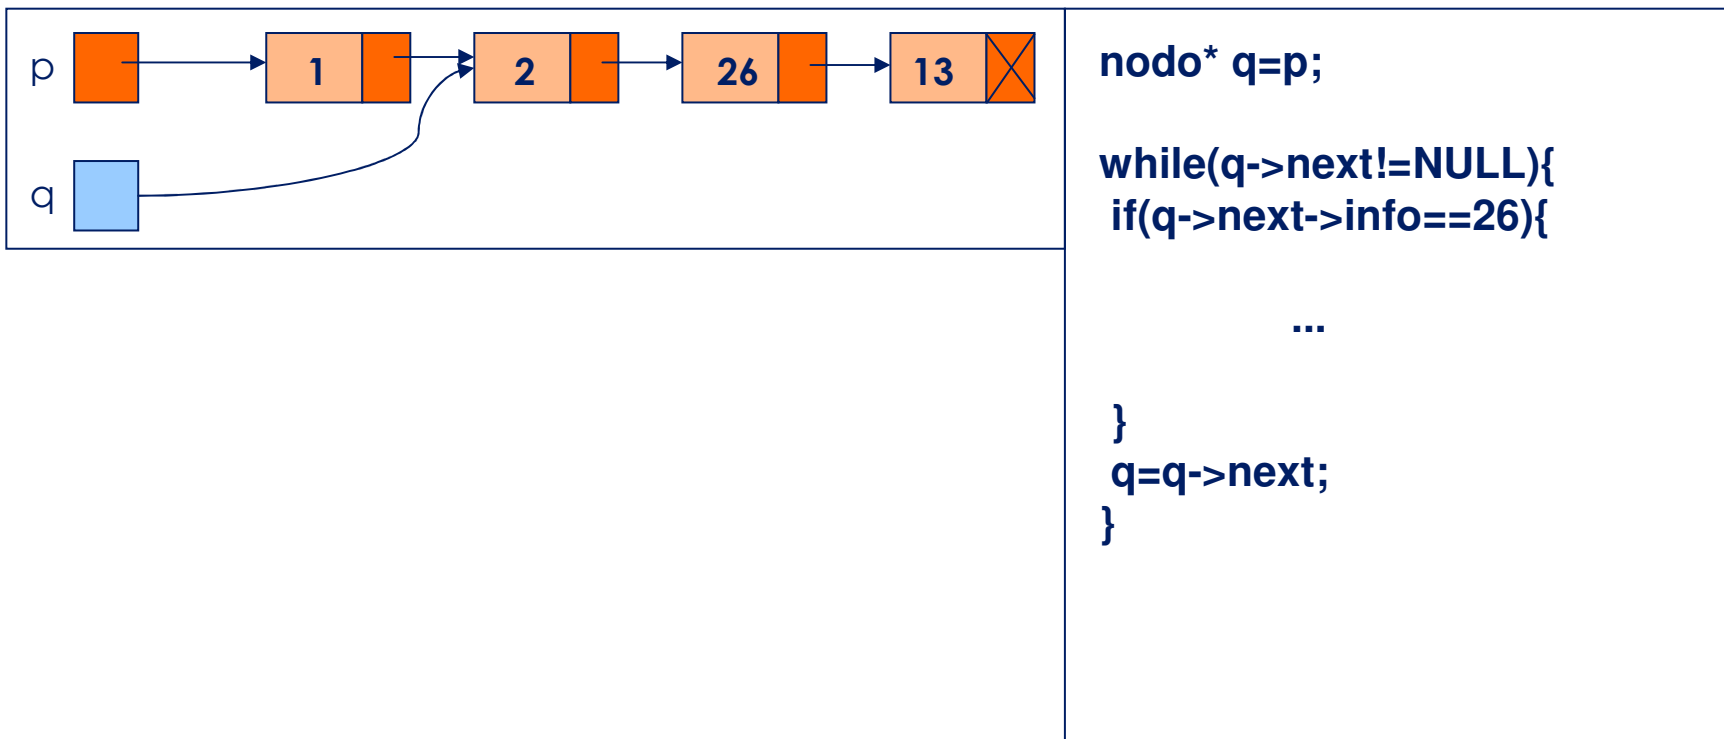 p 1 2 26 13
q
nodo* q=p;
while(q->next!=NULL){
if(q->next->info==26){
...
}
q=q->next;
}